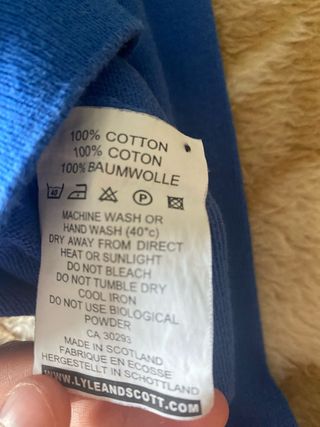 100% COTTON
100% COTON
100% BAUMWOLLE
40 P
MACHINE WASH OR
HAND WASH (40°c)
DRY AWAY FROM DIRECT
HEAT OR SUNLIGHT
DO NOT BLEACH
DO NOT TUMBLE DRY
COOL IRON
DO NOT USE BIOLOGICAL
POWDER
CA 30293
MADE IN SCOTLAND
FABRIQUE EN ECOSSE
HERGESTELLT IN SCHOTTLAND
WWW.LYLEANDSCOTT.COM